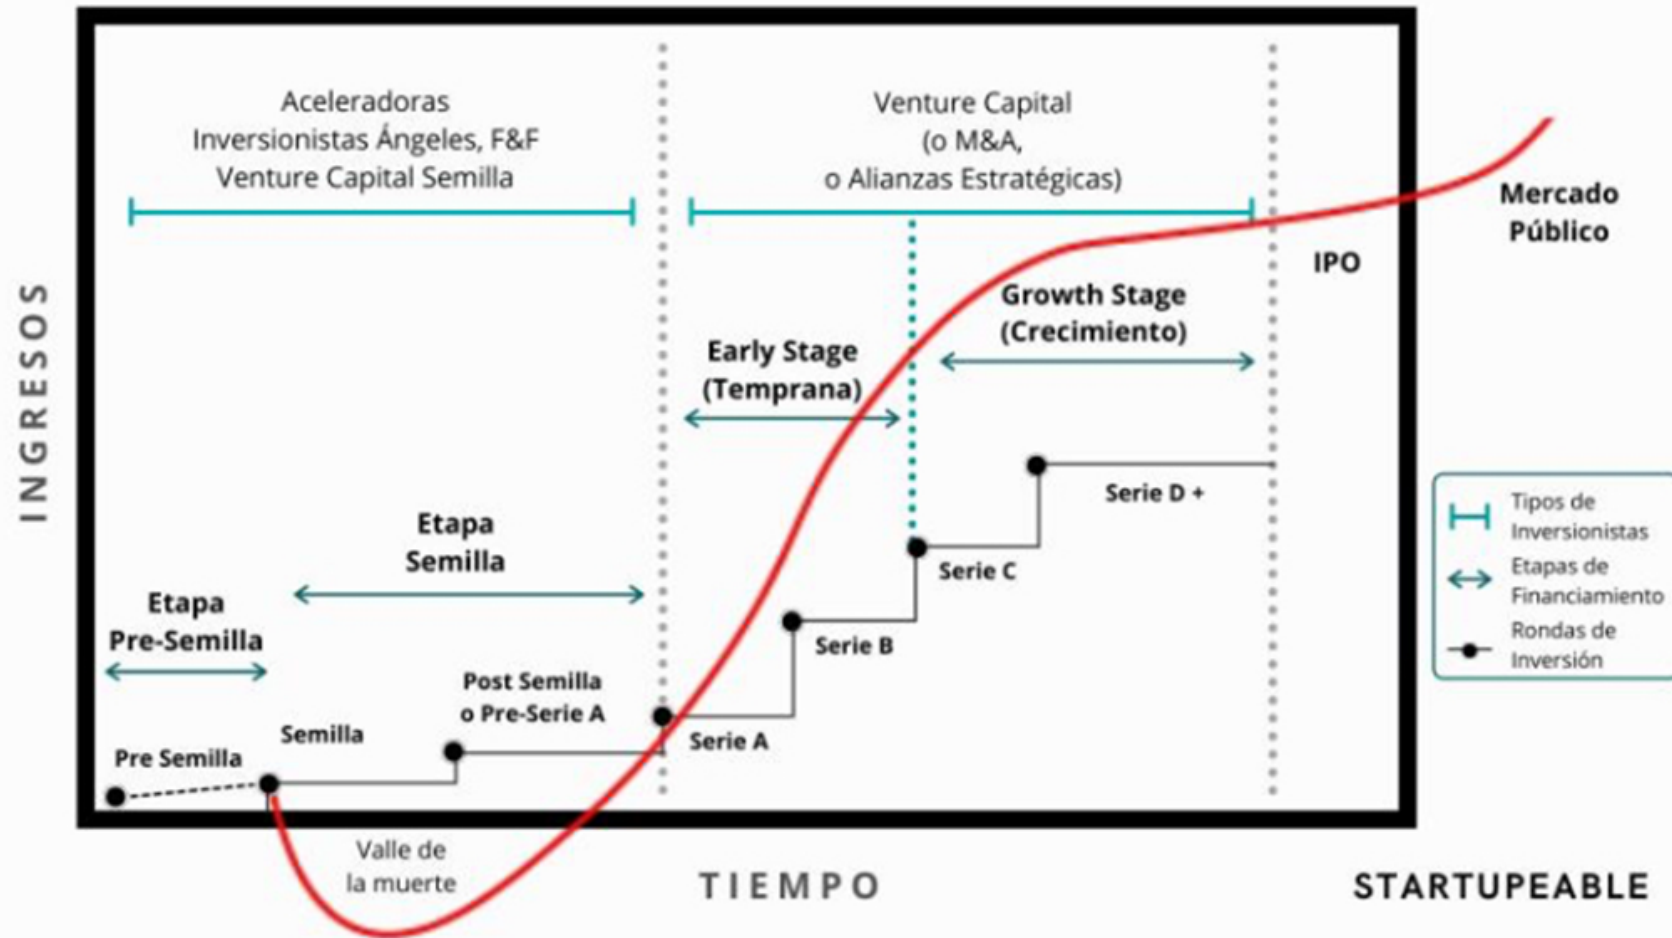 Aceleradoras
Inversionistas Ángeles, F&F
Venture Capital Semilla
Venture Capital
(o M&A,
o Alianzas Estratégicas)
Mercado
Público
IPO
Growth Stage
(Crecimiento)
Early Stage
(Temprana)
INGRESOS
Serie D +
Etapa
Semilla
Serie C
Etapa
Pre-Semilla
Serie B
Post Semilla
o Pre-Serie A
Semilla
Serie A
Pre Semilla
Tipos de
Inversionistas
Etapas de
Financiamiento
Rondas de
Inversión
Valle de
la muerte
TIEMPO
STARTUPEABLE